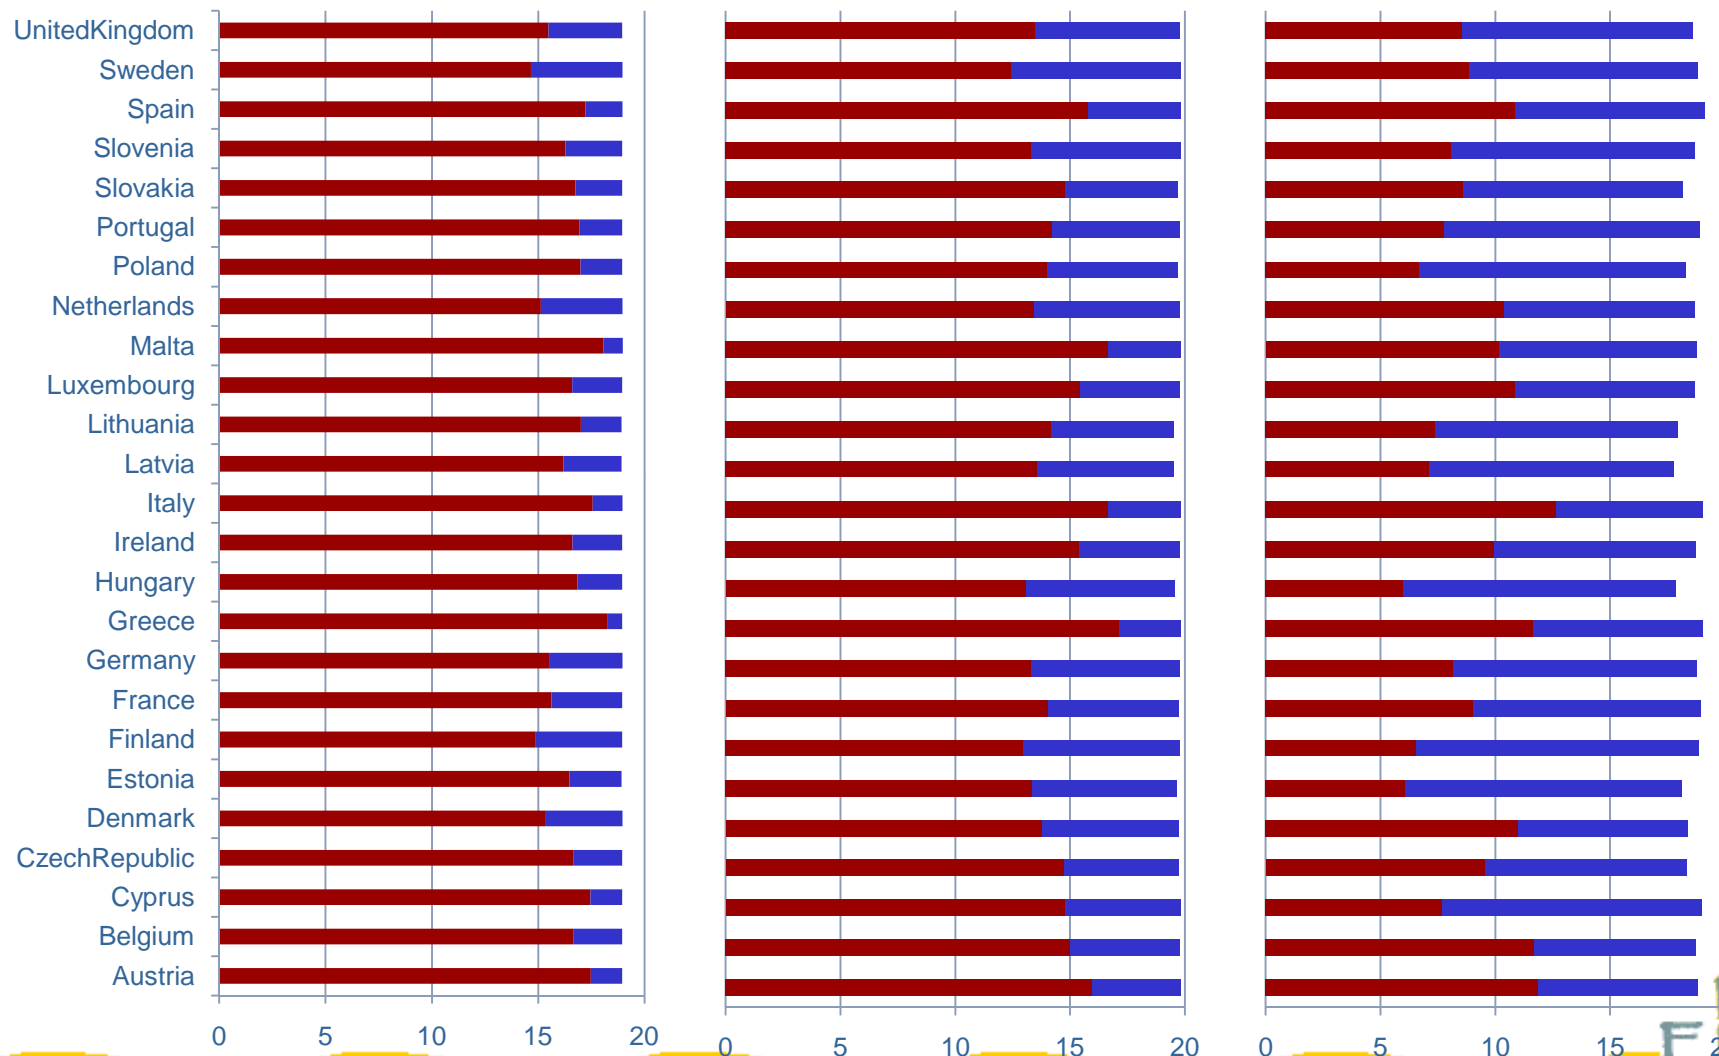 UnitedKingdom
Sweden
Spain
Slovenia
Slovakia
Portugal
Poland
Netherlands
Malta
Luxembourg
Lithuania
Latvia
Italy
Ireland
Hungary
Greece
Germany
France
Finland
Estonia
Denmark
CzechRepublic
Cyprus
Belgium
Austria
0 5 10 15 20
0 5 10 15 20
0 5 10 15